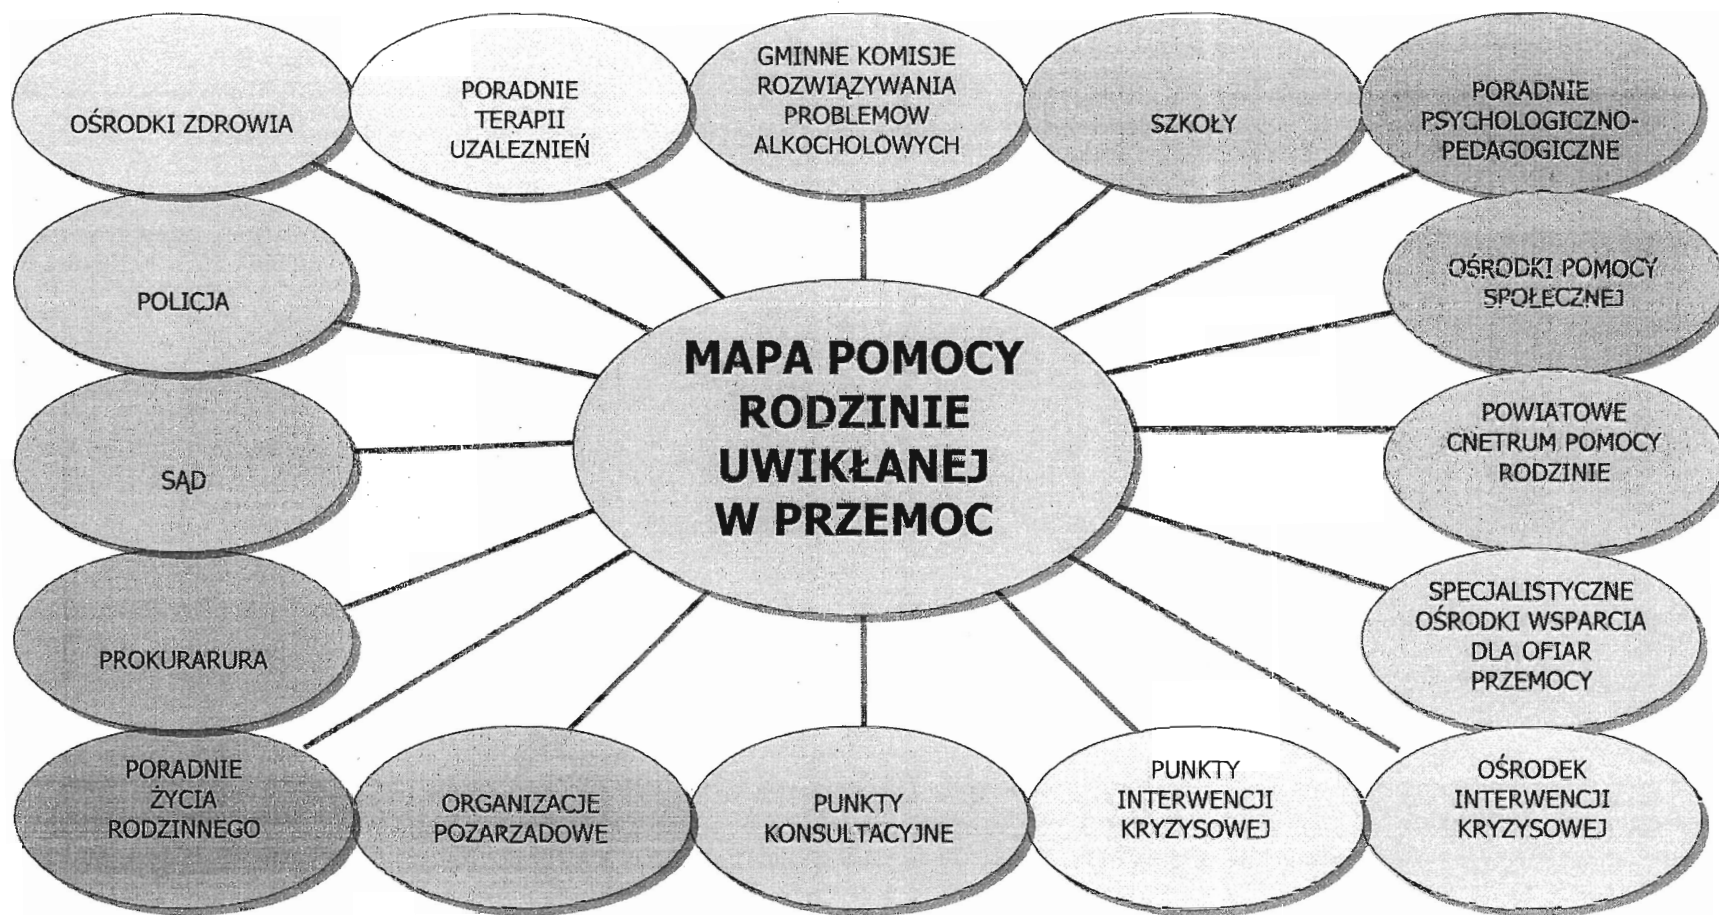 OŚRODKI ZDROWIA
PORADNIE
TERAPII
UZALEZNIEŃ
GMINNE KOMISJE
ROZWIĄZYWANIA
PROBLEMOW
ALKOCHOLOWYCH
SZKOŁY
PORADNIE
PSYCHOLOGICZNO-
PEDAGOGICZNE
POLICJA
OŚRODKI POMOCY
SPOŁECZNEJ
MAPA POMOCY
RODZINIE
UWIKŁANEJ
W PRZEMOC
SĄD
POWIATOWE
CNETRUM POMOCY
RODZINIE
PROKURARURA
SPECJALISTYCZNE
OŚRODKI WSPARCIA
DLA OFIAR
PRZEMOCY
PORADNIE
ŻYCIA
RODZINNEGO
ORGANIZACJE
POZARZADOWE
PUNKTY
KONSULTACYJNE
PUNKTY
INTERWENCJI
KRYZYSOWEJ
OŚRODEK
INTERWENCJI
KRYZYSOWEJ